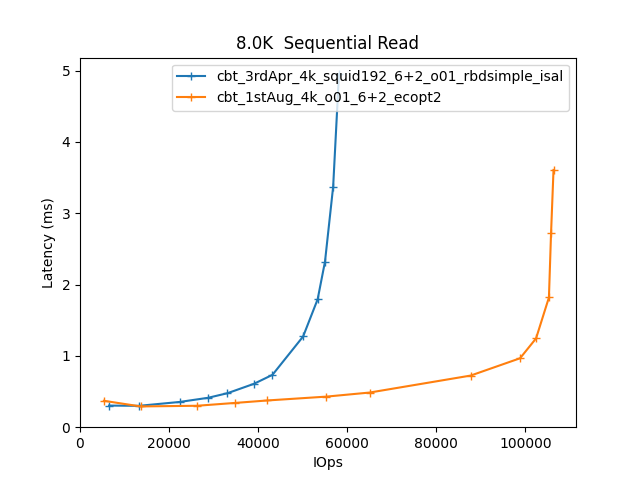 8.0K  Sequential Read
cbt_3rdApr_4k_squid192_6+2_o01_rbdsimple_isal
cbt_1stAug_4k_o01_6+2_ecopt2
Latency (ms)
5
4
3
2
1
0
0 20000 40000 60000 80000 100000
IOps